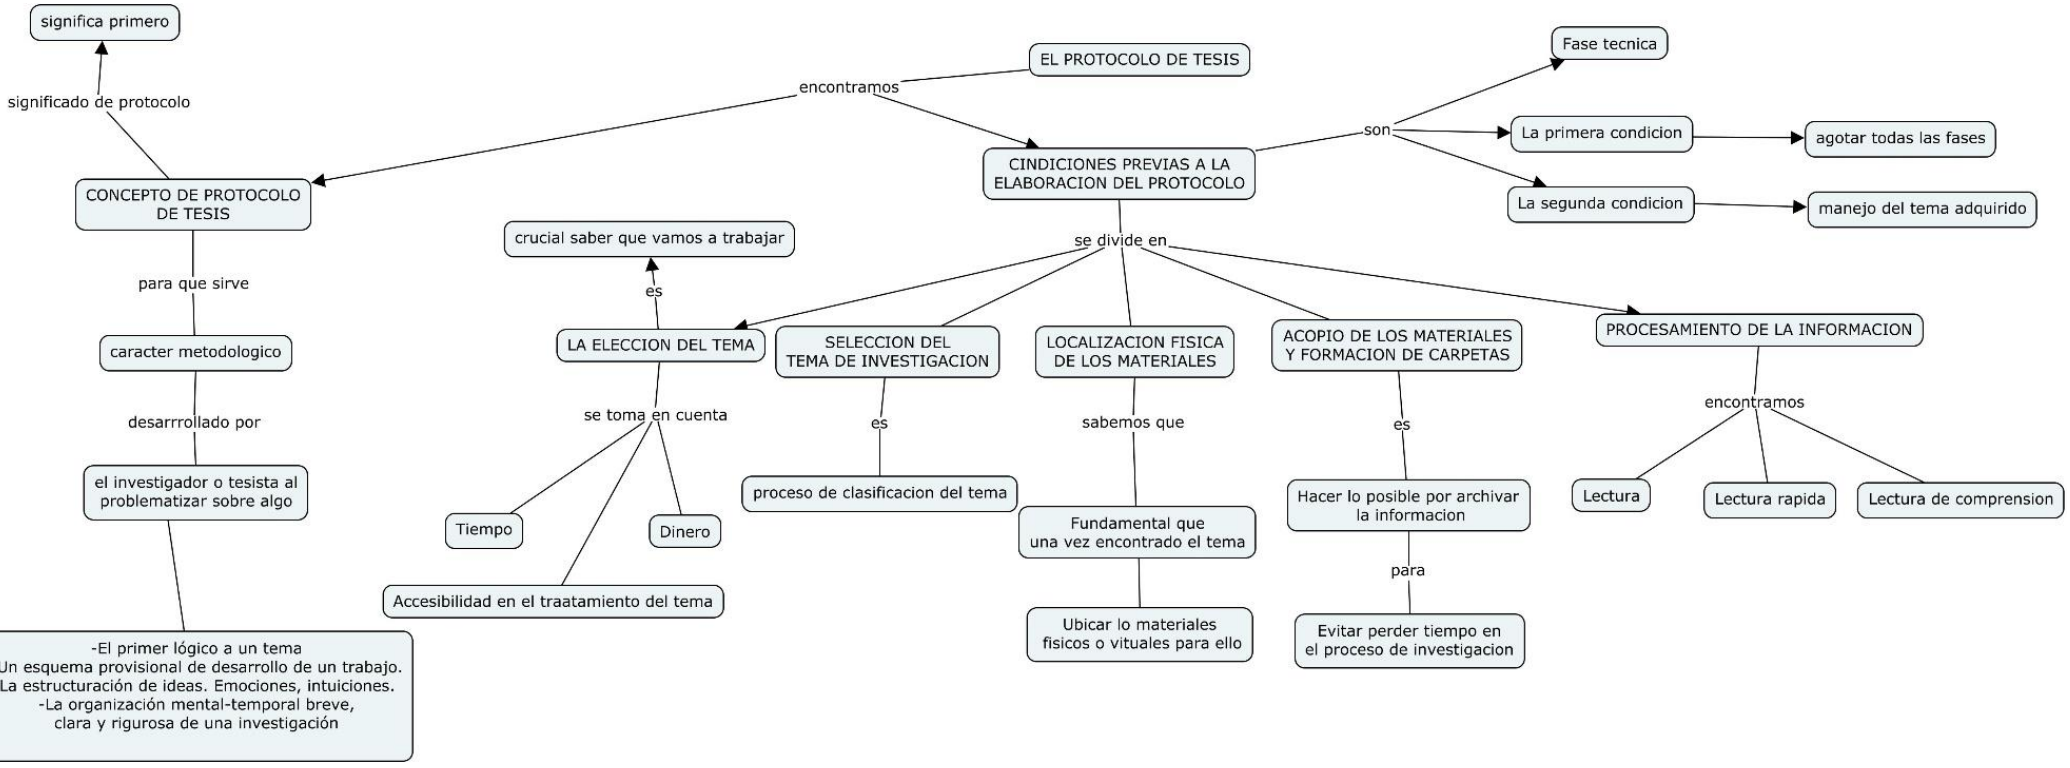 significa primero
significado de protocolo
EL PROTOCOLO DE TESIS
encontramos
CONCEPTO DE PROTOCOLO
DE TESIS
para que sirve
caracter metodologico
desarrrollado por
el investigador o tesista al
problematizar sobre algo
-El primer lógico a un tema
Un esquema provisional de desarrollo de un trabajo.
La estructuración de ideas. Emociones, intuiciones.
-La organización mental-temporal breve,
clara y rigurosa de una investigación
CINDICIONES PREVIAS A LA
ELABORACION DEL PROTOCOLO
son
Fase tecnica
La primera condicion
agotar todas las fases
La segunda condicion
manejo del tema adquirido
se divide en
crucial saber que vamos a trabajar
es
LA ELECCION DEL TEMA
se toma en cuenta
Tiempo
Dinero
Accesibilidad en el traatamiento del tema
SELECCION DEL
TEMA DE INVESTIGACION
es
proceso de clasificacion del tema
LOCALIZACION FISICA
DE LOS MATERIALES
sabemos que
Fundamental que
una vez encontrado el tema
Ubicar lo materiales
fisicos o vituales para ello
ACOPIO DE LOS MATERIALES
Y FORMACION DE CARPETAS
es
Hacer lo posible por archivar
la informacion
para
Evitar perder tiempo en
el proceso de investigacion
PROCESAMIENTO DE LA INFORMACION
encontramos
Lectura
Lectura rapida
Lectura de comprension